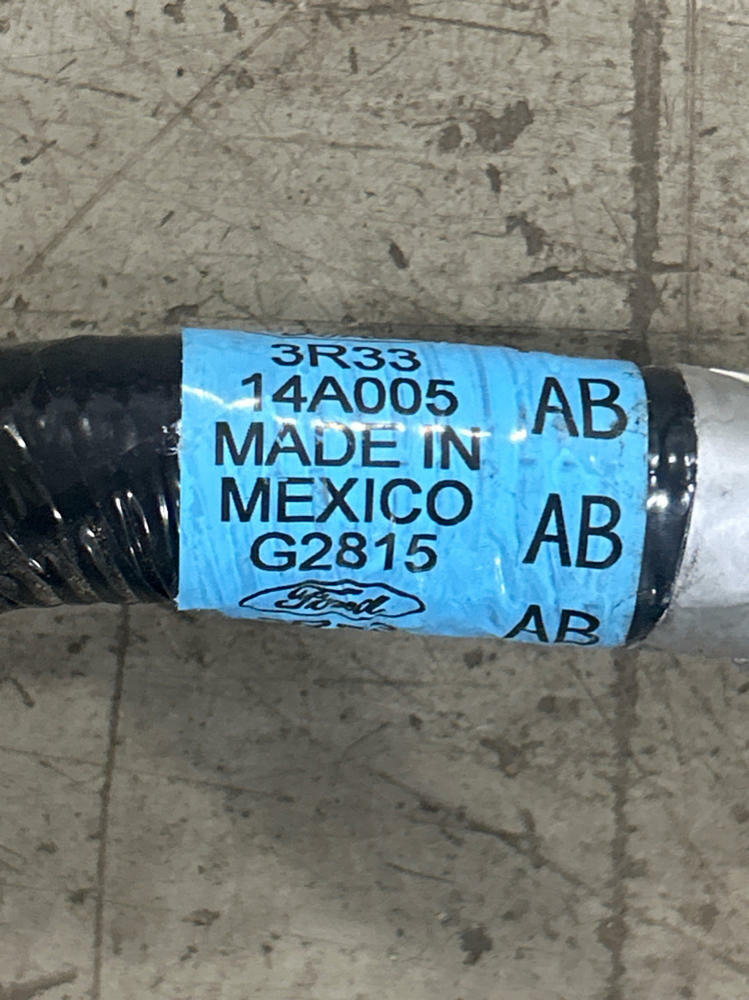 3R33
14A005
MADE IN
MEXICO
G2815
Ford
AB
AB
AB